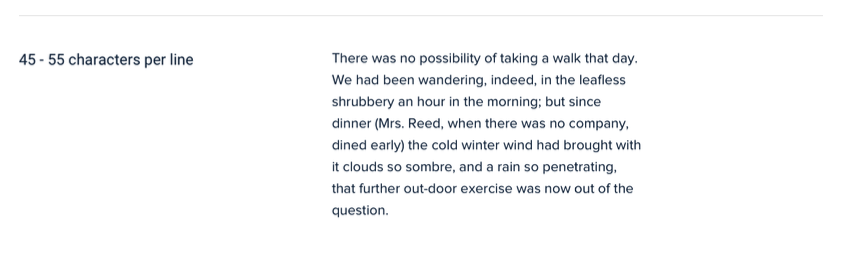 45 - 55 characters per line
There was no possibility of taking a walk that day.
We had been wandering, indeed, in the leafless
shrubbery an hour in the morning; but since
dinner (Mrs. Reed, when there was no company,
dined early) the cold winter wind had brought with
it clouds so sombre, and a rain so penetrating,
that further out-door exercise was now out of the
question.